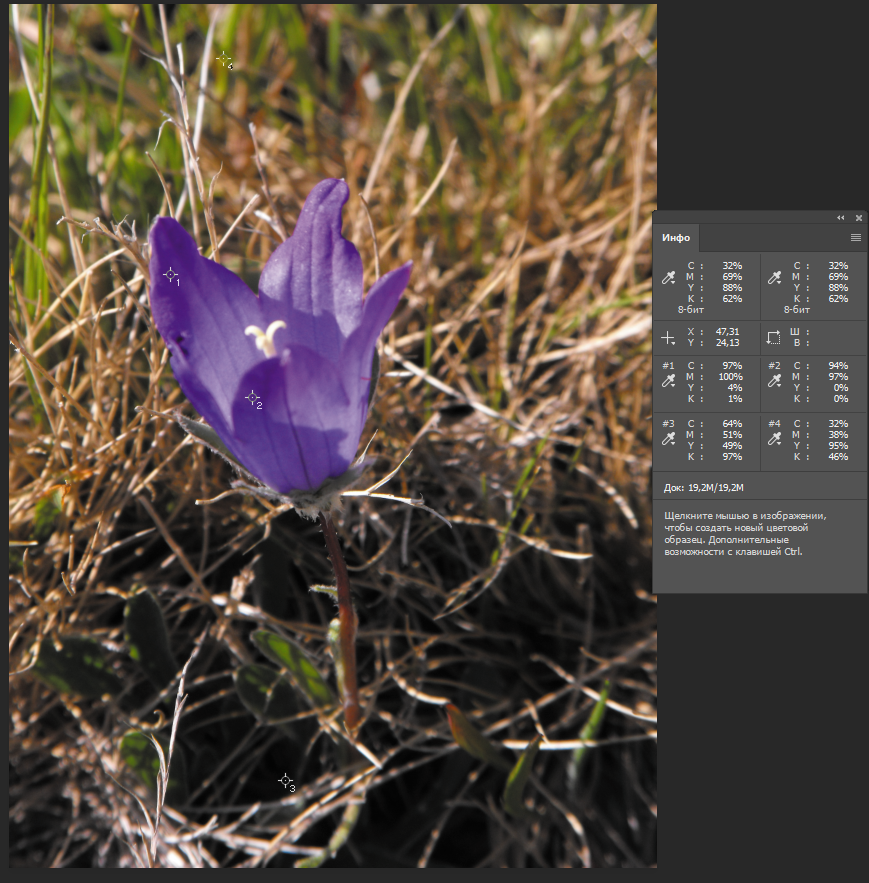 4
Инфо
C : 32% C : 32%
M : 69% M : 69%
Y : 88% Y : 88%
K : 62% K : 62%
8-бит 8-бит
X : 47,31 Ш :
Y : 24,13 В :
1
#1 C : 97% #2 C : 94%
M : 100% M : 97%
Y : 4% Y : 0%
K : 1% K : 0%
2
#3 C : 64% #4 C : 32%
M : 51% M : 38%
Y : 49% Y : 95%
K : 97% K : 46%
Док: 19,2M/19,2M
Щелкните мышью в изображении,
чтобы создать новый цветовой
образец. Дополнительные
возможности с клавишей Ctrl.
3